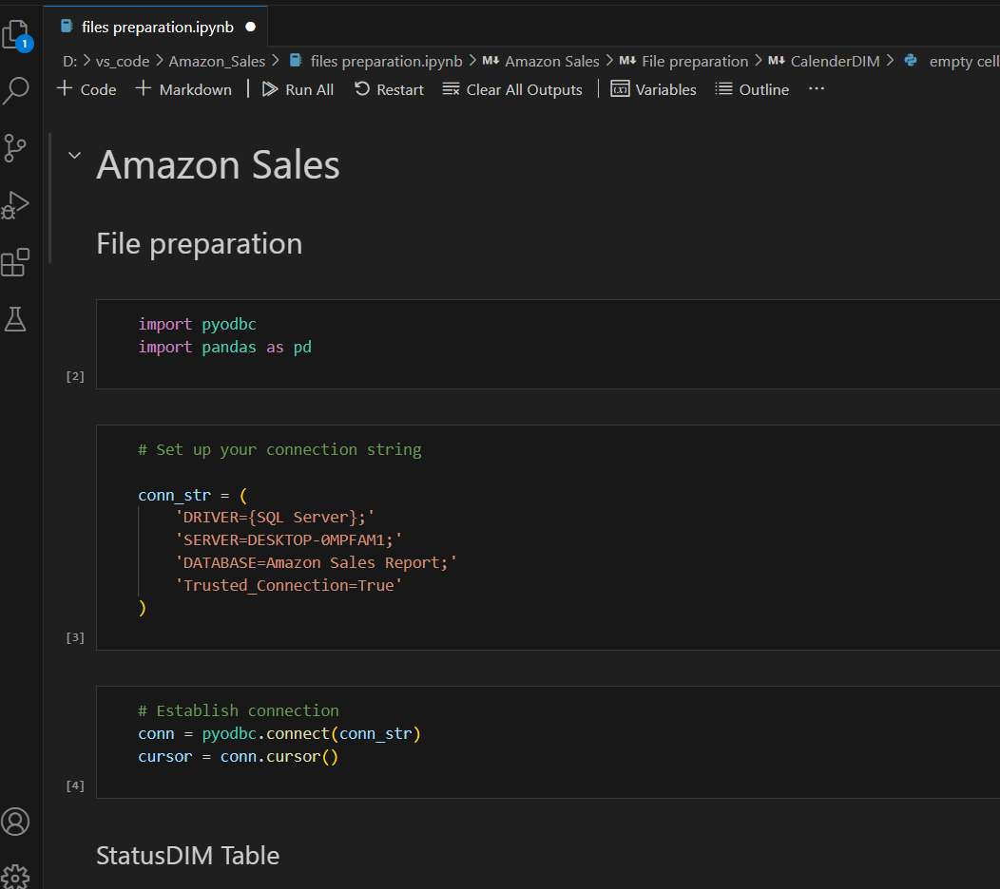 files preparation.ipynb
1
D: > vs_code > Amazon_Sales > files preparation.ipynb > M↓ Amazon Sales > M↓ File preparation > M↓ CalenderDIM > empty cell
+ Code + Markdown | Run All Restart Clear All Outputs | Variables Outline ...
Amazon Sales
File preparation
import pyodbc
import pandas as pd
[2]
# Set up your connection string
conn_str = (
'DRIVER={SQL Server};'
'SERVER=DESKTOP-0MPFAM1;'
'DATABASE=Amazon Sales Report;'
'Trusted_Connection=True'
)
[3]
# Establish connection
conn = pyodbc.connect(conn_str)
cursor = conn.cursor()
[4]
StatusDIM Table